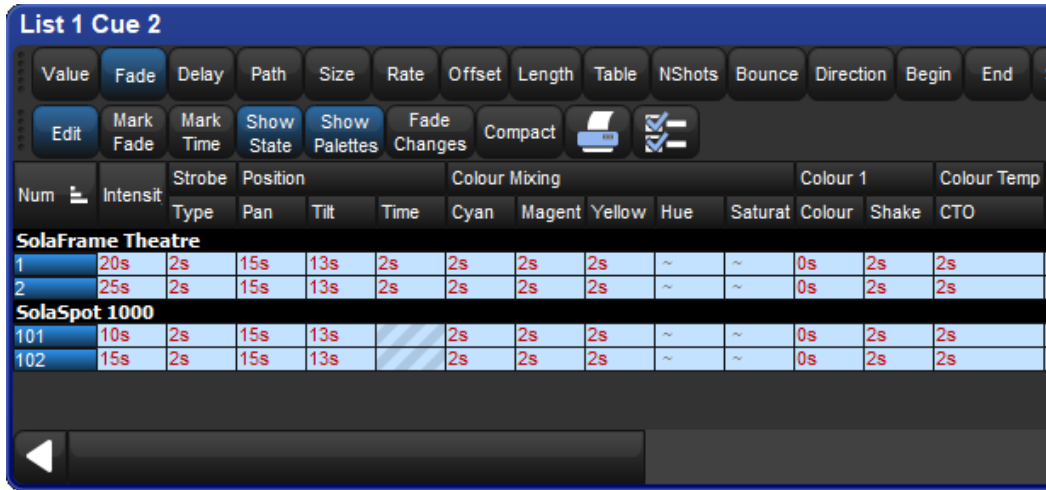 List 1 Cue 2
Value Fade Delay Path Size Rate Offset Length Table NShots Bounce Direction Begin End
Edit Mark Fade Mark Time Show State Show Palettes Fade Changes Compact
Num Intensit Strobe Position Colour Mixing Colour 1 Colour Temp
Type Pan Tilt Time Cyan Magent Yellow Hue Saturat Colour Shake CTO
SolaFrame Theatre
1 20s 2s 15s 13s 2s 2s 2s 2s ~ ~ 0s 2s 2s
2 25s 2s 15s 13s 2s 2s 2s 2s ~ ~ 0s 2s 2s
SolaSpot 1000
101 10s 2s 15s 13s 2s 2s 2s ~ ~ 0s 2s 2s
102 15s 2s 15s 13s 2s 2s 2s ~ ~ 0s 2s 2s